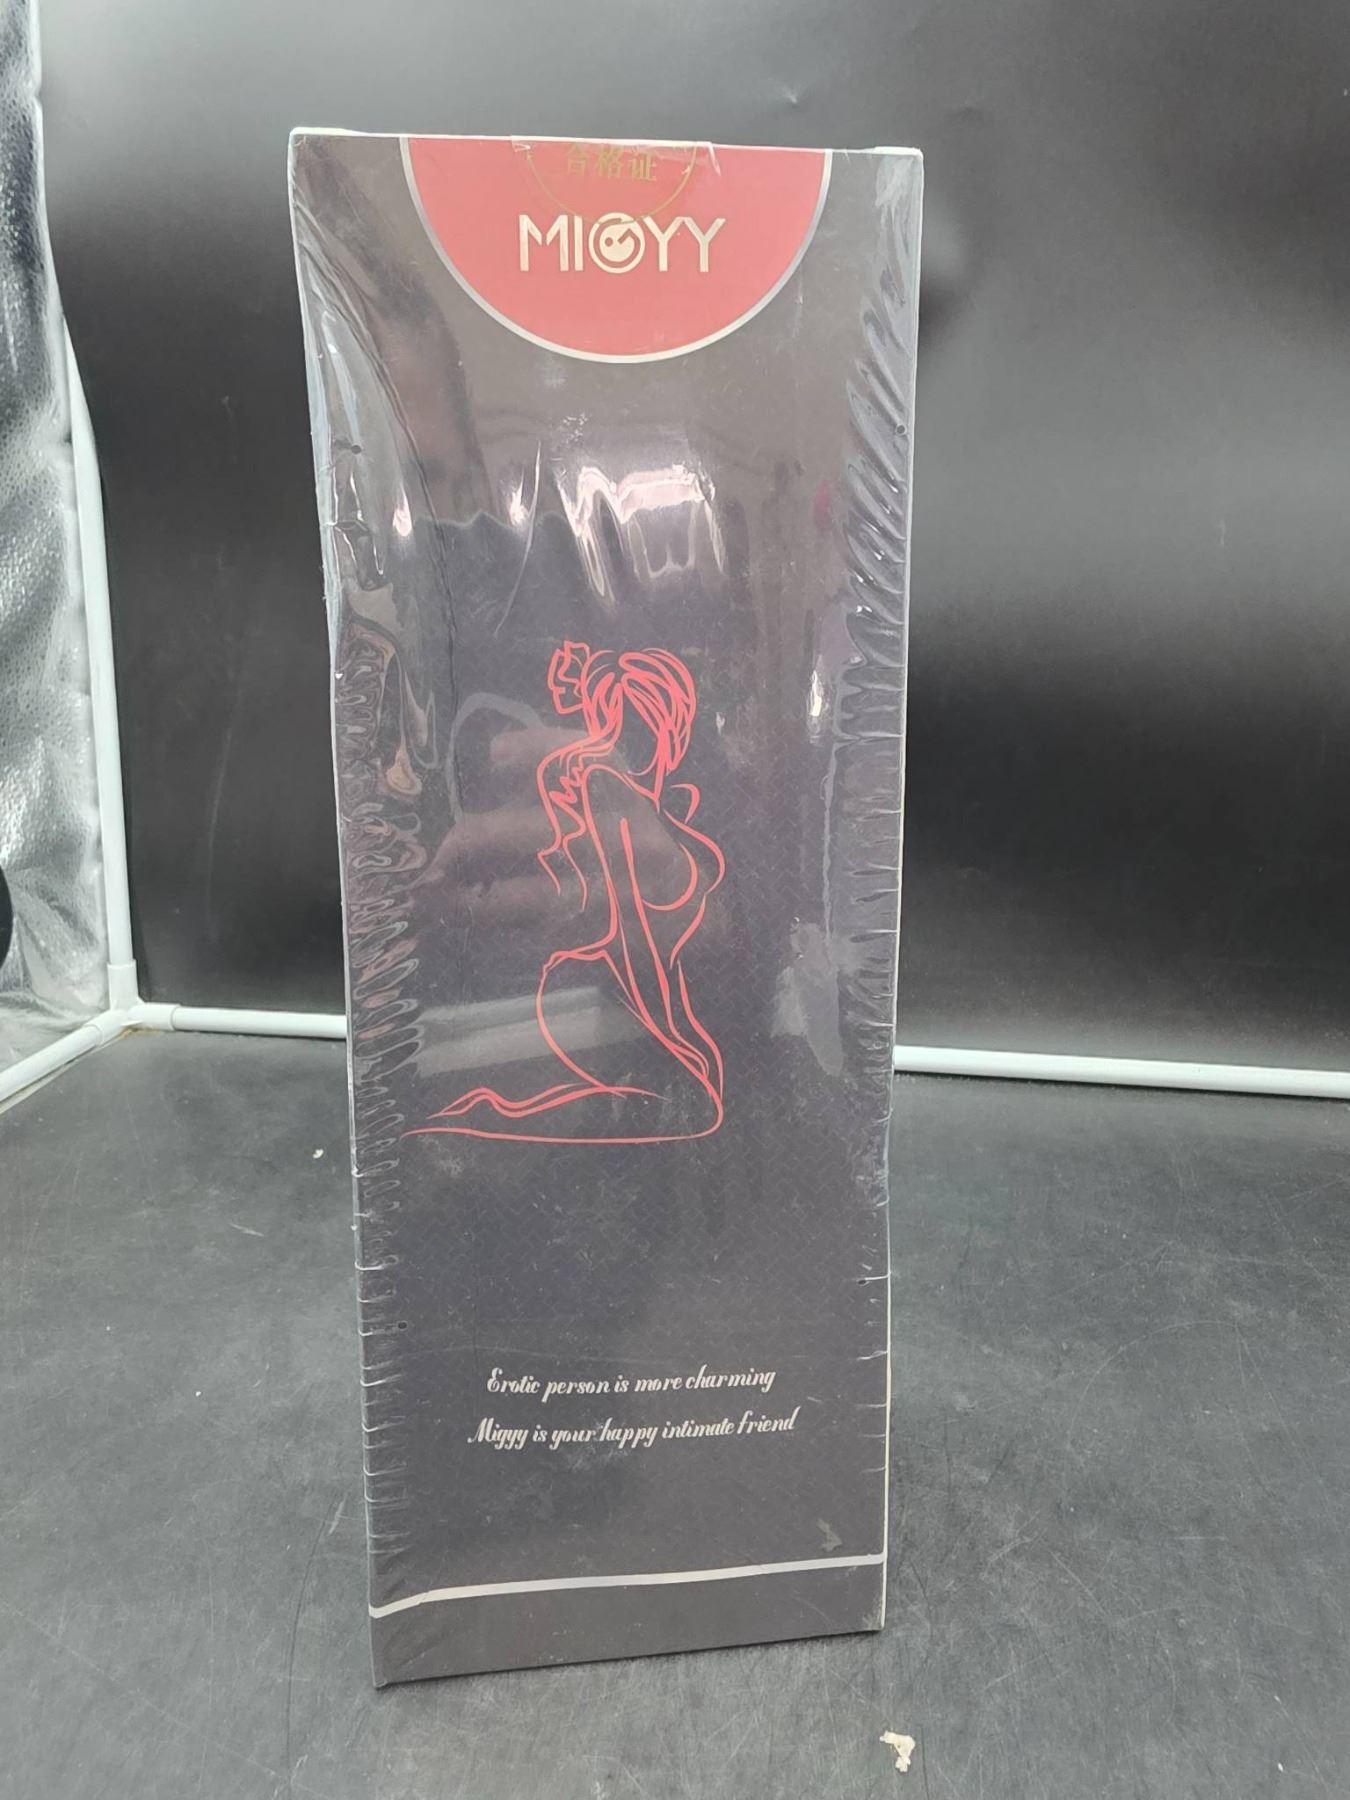 合格证
MIGYY
Erotic person is more charming
Migyy is your happy intimate friend